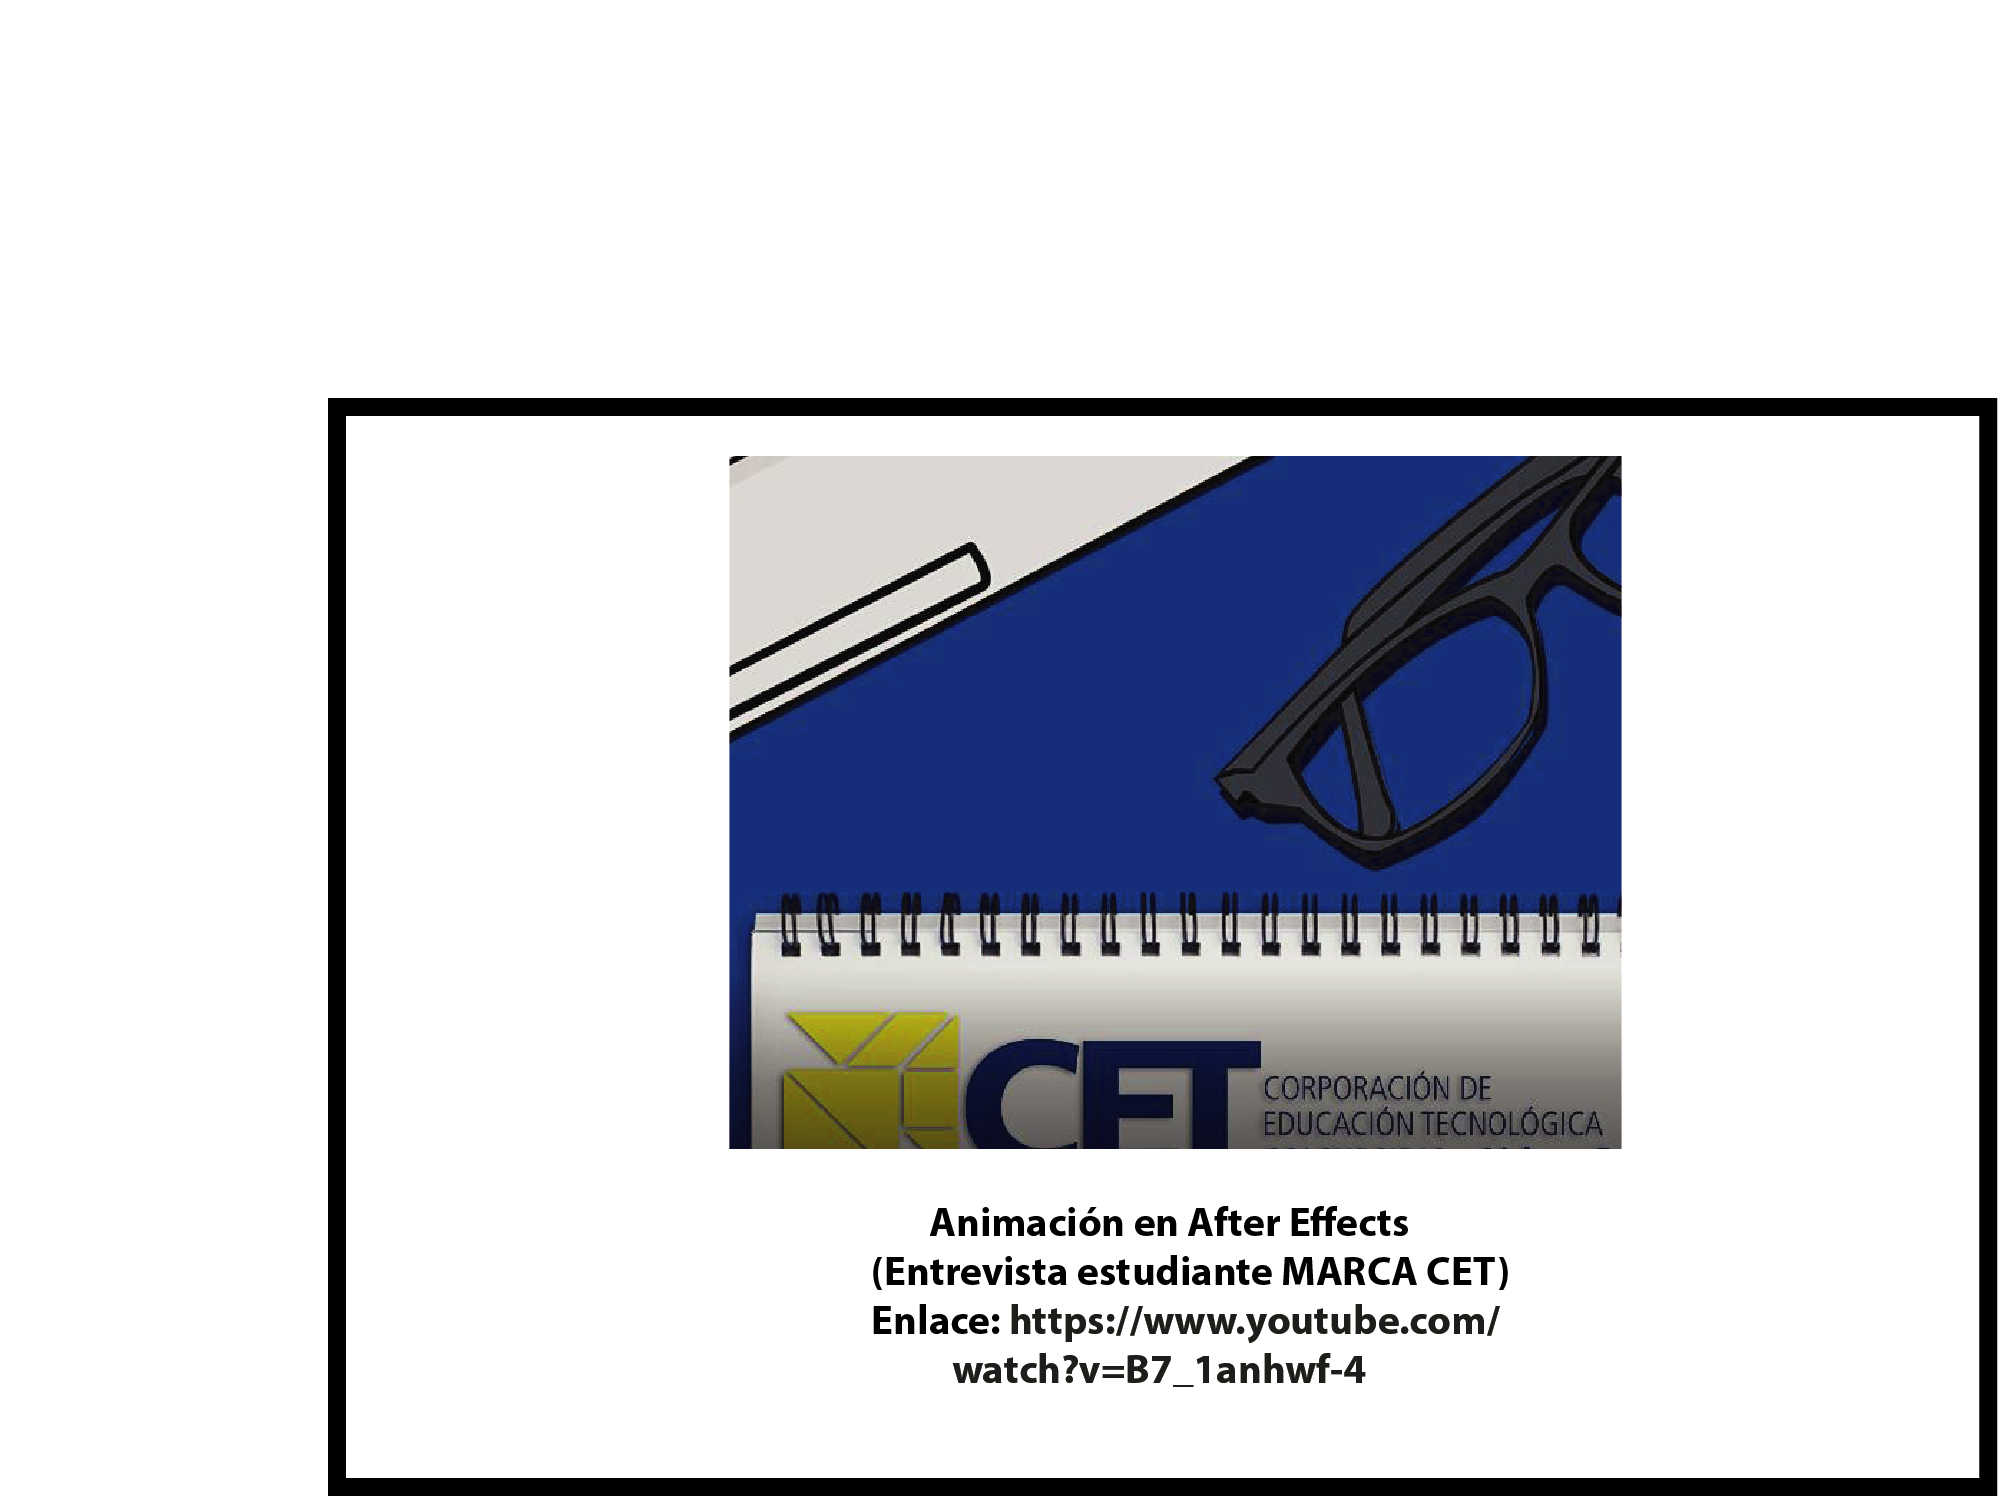 CET
CORPORACIÓN DE
EDUCACIÓN TECNOLÓGICA
Animación en After Effects
(Entrevista estudiante MARCA CET)
Enlace: https://www.youtube.com/
watch?v=B7_1anhwf-4